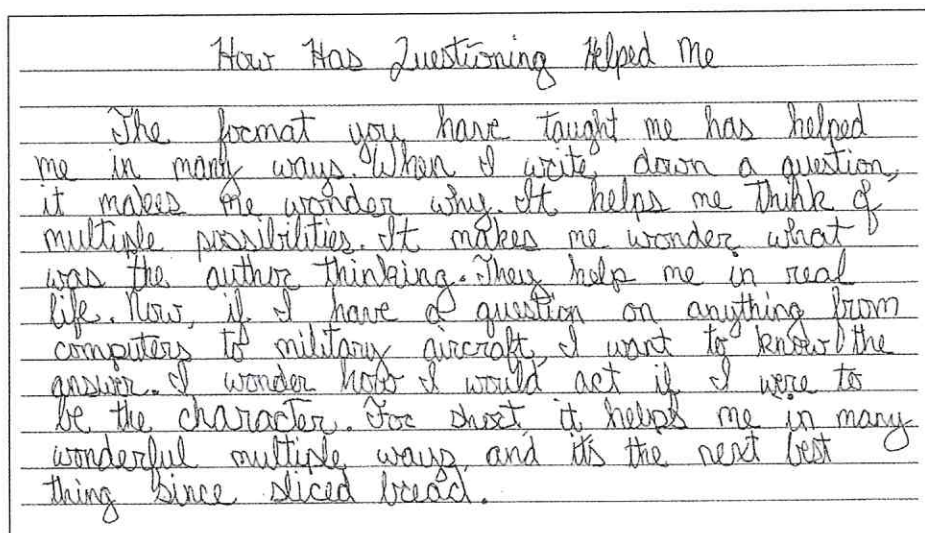 How Has Questioning Helped Me
The format you have taught me has helped
me in many ways. When I write down a question,
it makes me wonder why. It helps me think of
multiple possibilities. It makes me wonder what
was the author thinking. They help me in real
life. Now, if I have a question on anything from
computers to military aircraft, I want to know the
answer. I wonder how I would act if I were to
be the character. For short, it helps me in many
wonderful multiple ways, and it's the next best
thing since sliced bread.